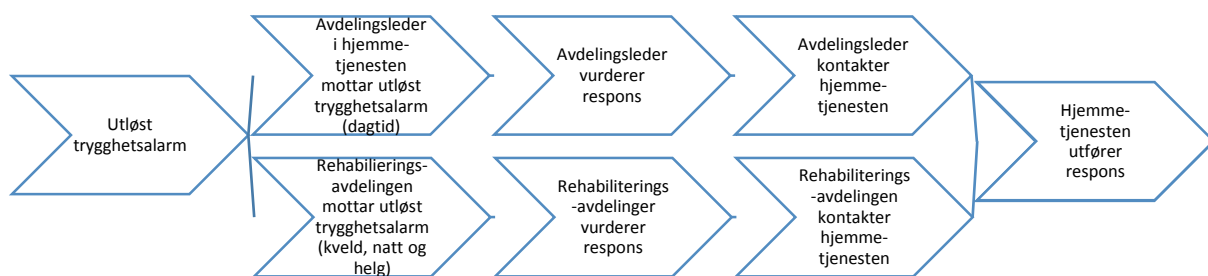 Utløst
trygghetsalarm
Avdelingsleder
i hjemme-
tjenesten
mottar utløst
trygghetsalarm
(dagtid)
Avdelingsleder
vurderer
respons
Avdelingsleder
kontakter
hjemme-
tjenesten
Rehabilierings-
avdelingen
mottar utløst
trygghetsalarm
(kveld, natt og
helg)
Rehabiliterings
-avdelinger
vurderer
respons
Rehabiliterings
-avdelingen
kontakter
hjemme-
tjenesten
Hjemme-
tjenesten
utfører
respons